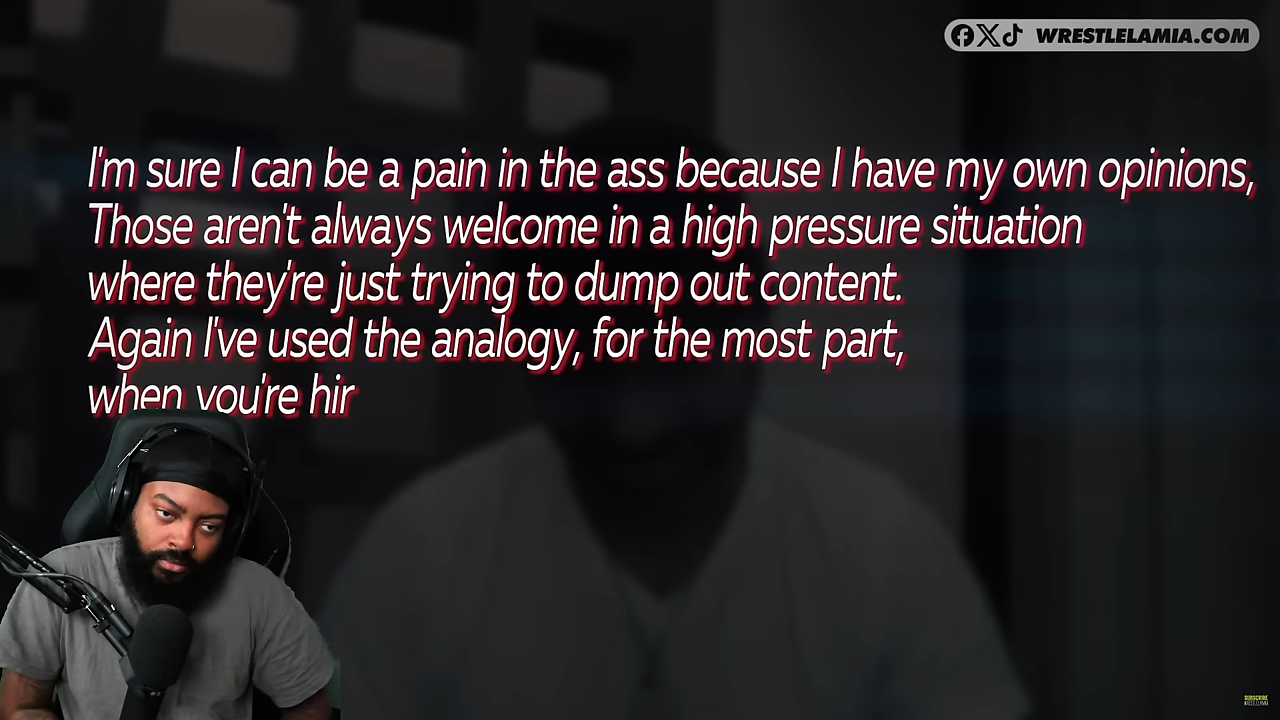 WRESTLELAMIA.COM
I'm sure I can be a pain in the ass because I have my own opinions,
Those aren't always welcome in a high pressure situation
where they're just trying to dump out content.
Again I've used the analogy, for the most part,
when you're hir
SUBSCRIBE
WRESTLELAMIA